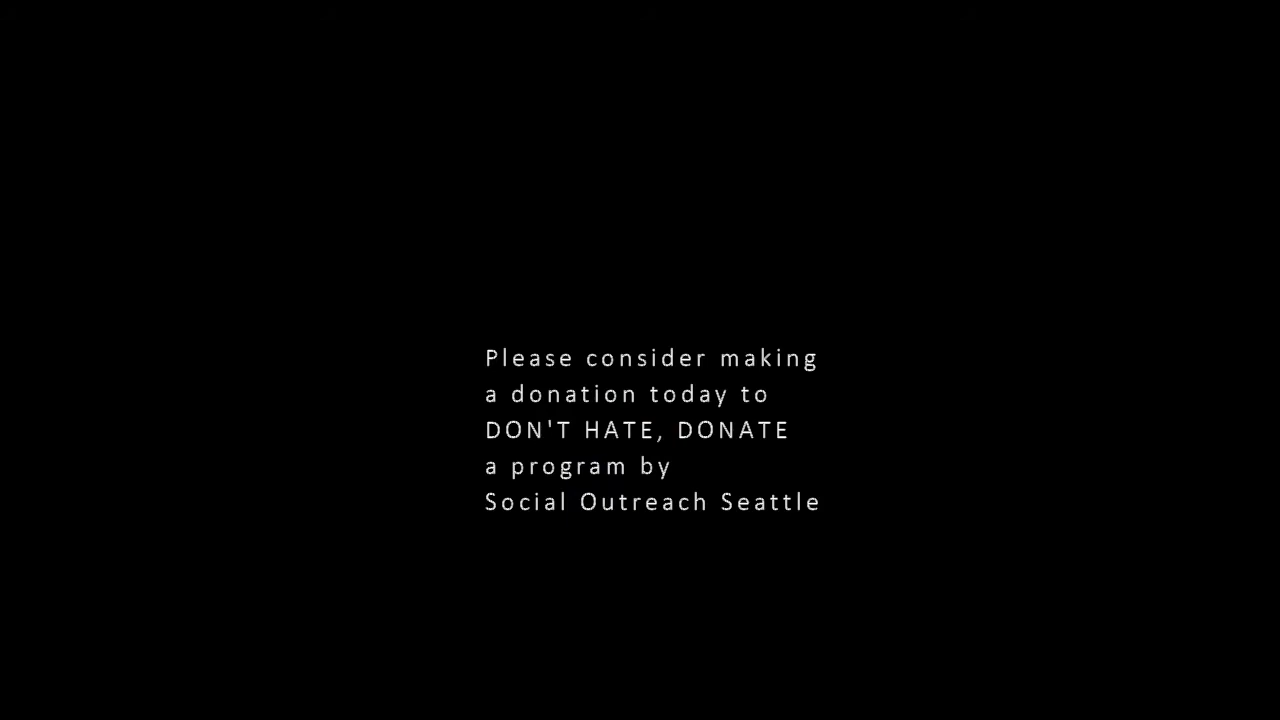 Please consider making
a donation today to
DON'T HATE, DONATE
a program by
Social Outreach Seattle